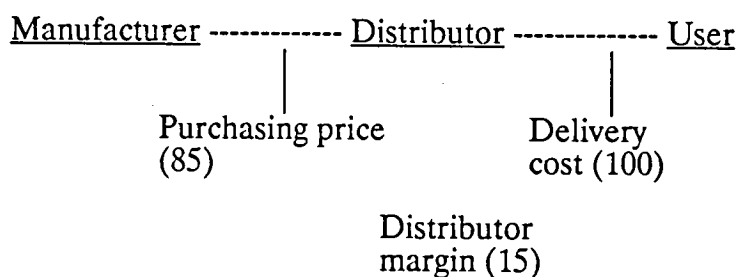 Manufacturer ------------- Distributor -------------- User
Purchasing price
(85)
Delivery
cost (100)
Distributor
margin (15)